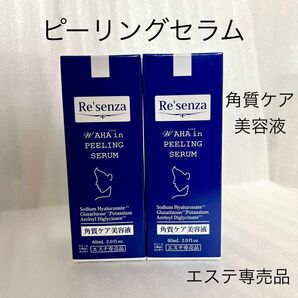 ピーリングセラム
角質ケア
美容液
Re'senza
WAHA in
PEELING
SERUM
Sodium Hyaluronate
Glutathione Potassium
Azeloyl Diglycinate
角質ケア美容液
60mL 2.0fl.oz.
エステ専売品
Re'senza
WAHA in
PEELING
SERUM
Sodium Hyaluronate
Glutathione Potassium
Azeloyl Diglycinate
角質ケア美容液
60mL 2.0fl.oz.
エステ専売品
エステ専売品